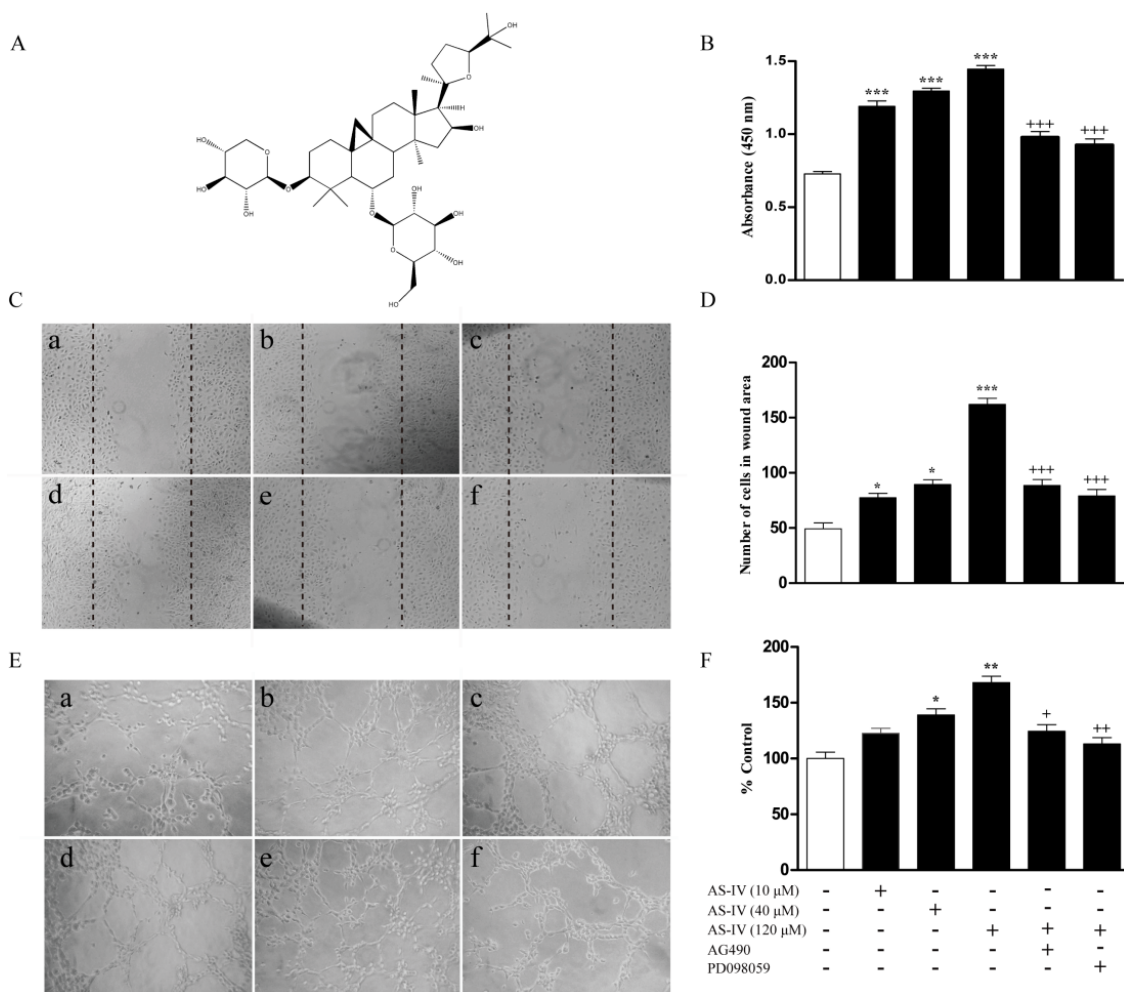 A
OH
O
H
OH
HO
O
HO
HO
OH
O
O
OH
OH
O
OH
HO
B
Absorbance (450 nm)
1.5
1.0
0.5
0.0
***
***
***
+++
+++
C
a
b
c
d
e
f
D
Number of cells in wound area
200
150
100
50
0
*
*
***
+++
+++
E
a
b
c
d
e
f
F
% Control
200
150
100
50
0
*
**
+
++
AS-IV (10 μM) - + - - - -
AS-IV (40 μM) - - + - - -
AS-IV (120 μM) - - - + + +
AG490 - - - - + -
PD098059 - - - - - +